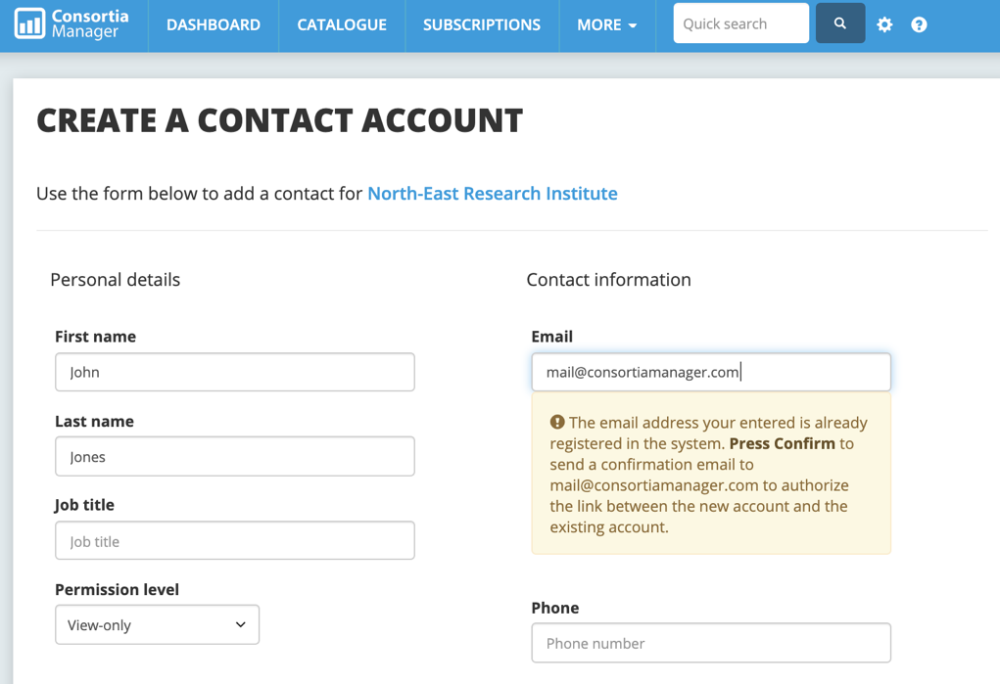 Consortia
Manager
DASHBOARD
CATALOGUE
SUBSCRIPTIONS
MORE
Quick search
CREATE A CONTACT ACCOUNT
Use the form below to add a contact for North-East Research Institute
Personal details
First name
John
Last name
Jones
Job title
Job title
Permission level
View-only
Contact information
Email
mail@consortiamanager.com
The email address your entered is already
registered in the system. Press Confirm to
send a confirmation email to
mail@consortiamanager.com to authorize
the link between the new account and the
existing account.
Phone
Phone number